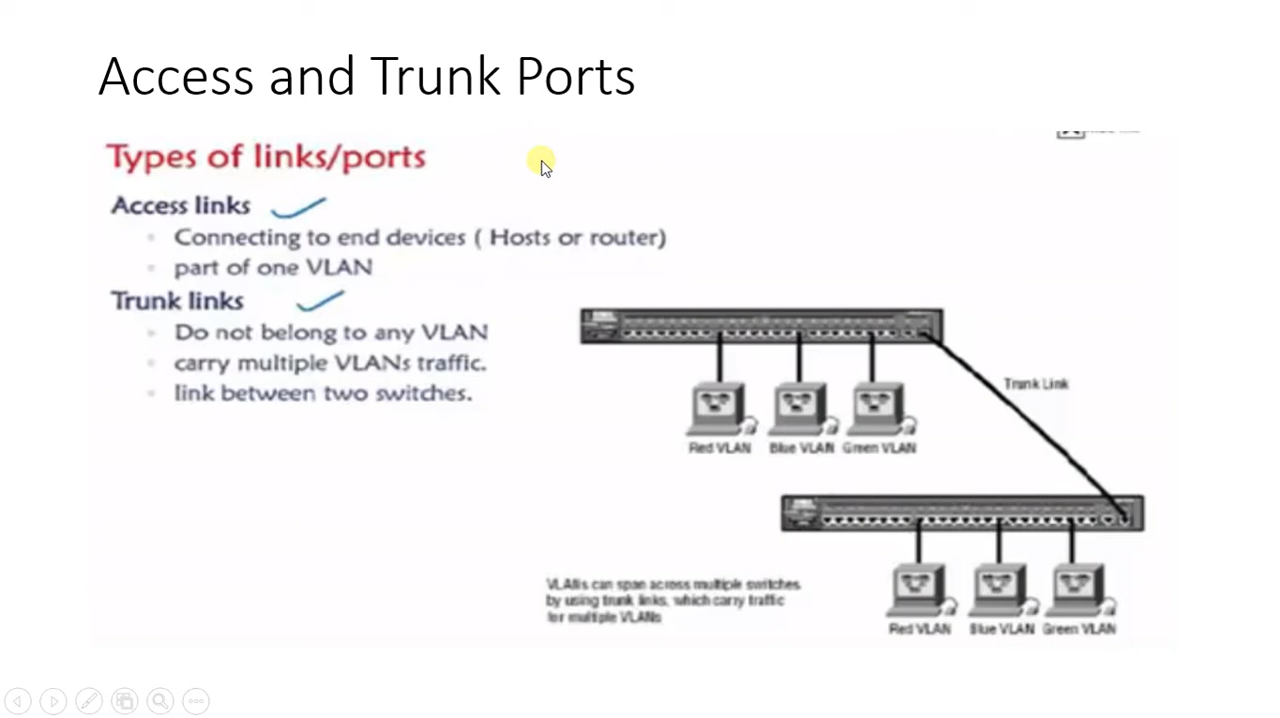 Access and Trunk Ports
Types of links/ports
Access links
Connecting to end devices ( Hosts or router)
part of one VLAN
Trunk links
Do not belong to any VLAN
carry multiple VLANs traffic.
link between two switches.
Trunk Link
Red VLAN Blue VLAN Green VLAN
VLANs can span across multiple switches
by using trunk links, which carry traffic
for multiple VLANs
Red VLAN Blue VLAN Green VLAN